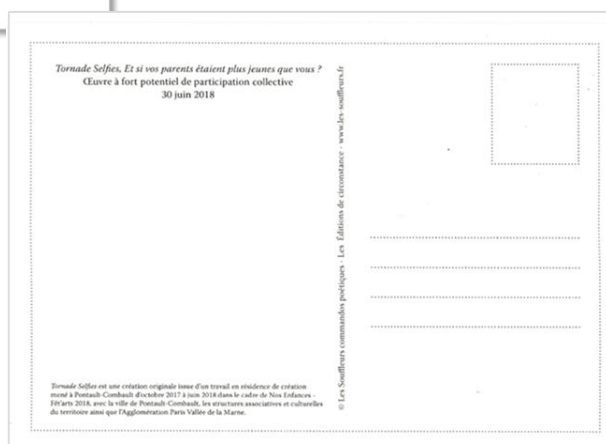 Tornade Selfies, Et si vos parents étaient plus jeunes que vous ?
Œuvre à fort potentiel de participation collective
30 juin 2018
© Les Souffleurs commandos poétiques - Les Éditions de circonstance - www.les-souffleurs.fr
Tornade Selfies est une création originale issue d'un travail en résidence de création
mené à Pontault-Combault d'octobre 2017 à juin 2018 dans le cadre de Nos Enfances -
Fêt'arts 2018, avec la ville de Pontault-Combault, les structures associatives et culturelles
du territoire ainsi que l'Agglomération Paris Vallée de la Marne.